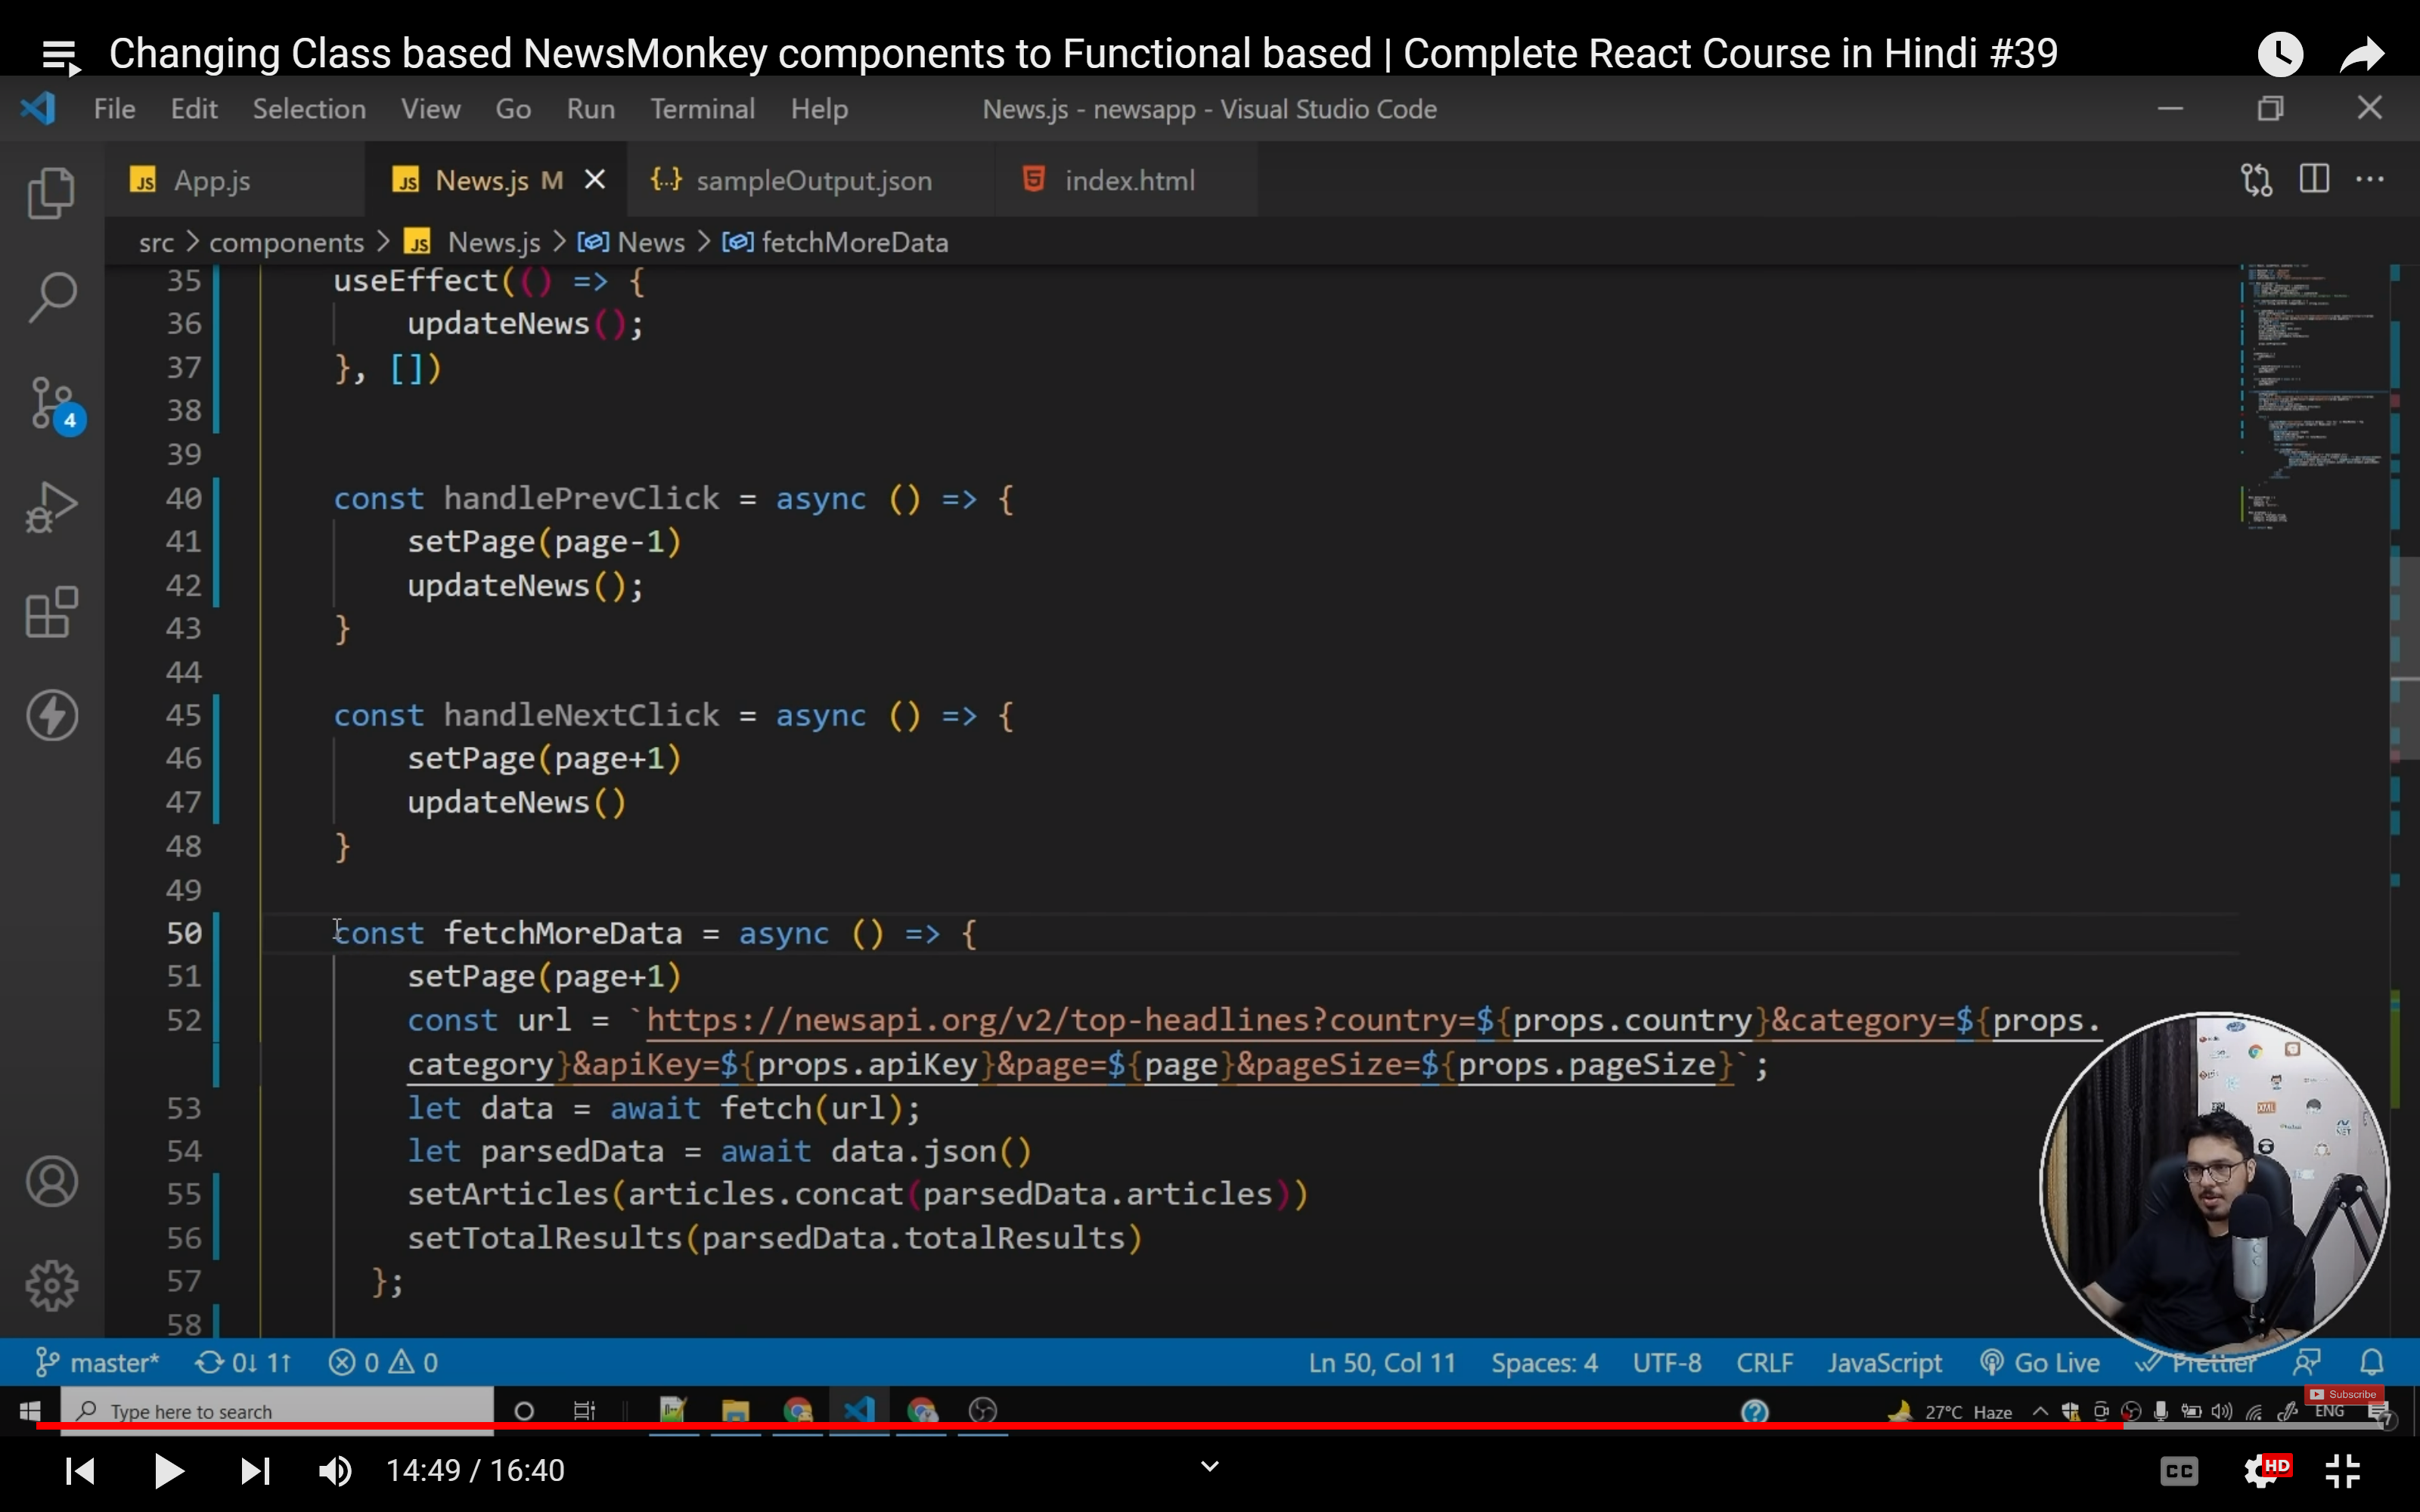 Changing Class based NewsMonkey components to Functional based | Complete React Course in Hindi #39
File Edit Selection View Go Run Terminal Help News.js - newsapp - Visual Studio Code
JS App.js JS News.js M {..} sampleOutput.json index.html
src > components > JS News.js > News > fetchMoreData
35 useEffect(() => {
36 updateNews();
37 }, [])
38
39
40 const handlePrevClick = async () => {
41 setPage(page-1)
42 updateNews();
43 }
44
45 const handleNextClick = async () => {
46 setPage(page+1)
47 updateNews()
48 }
49
50 const fetchMoreData = async () => {
51 setPage(page+1)
52 const url = `https://newsapi.org/v2/top-headlines?country=${props.country}&category=${props.
category}&apiKey=${props.apiKey}&page=${page}&pageSize=${props.pageSize}`;
53 let data = await fetch(url);
54 let parsedData = await data.json()
55 setArticles(articles.concat(parsedData.articles))
56 setTotalResults(parsedData.totalResults)
57 };
58
4
master* 0↓ 1↑ 0 0 Ln 50, Col 11 Spaces: 4 UTF-8 CRLF JavaScript Go Live Prettier
Subscribe
Type here to search 27°C Haze ENG 7
14:49 / 16:40 CC HD